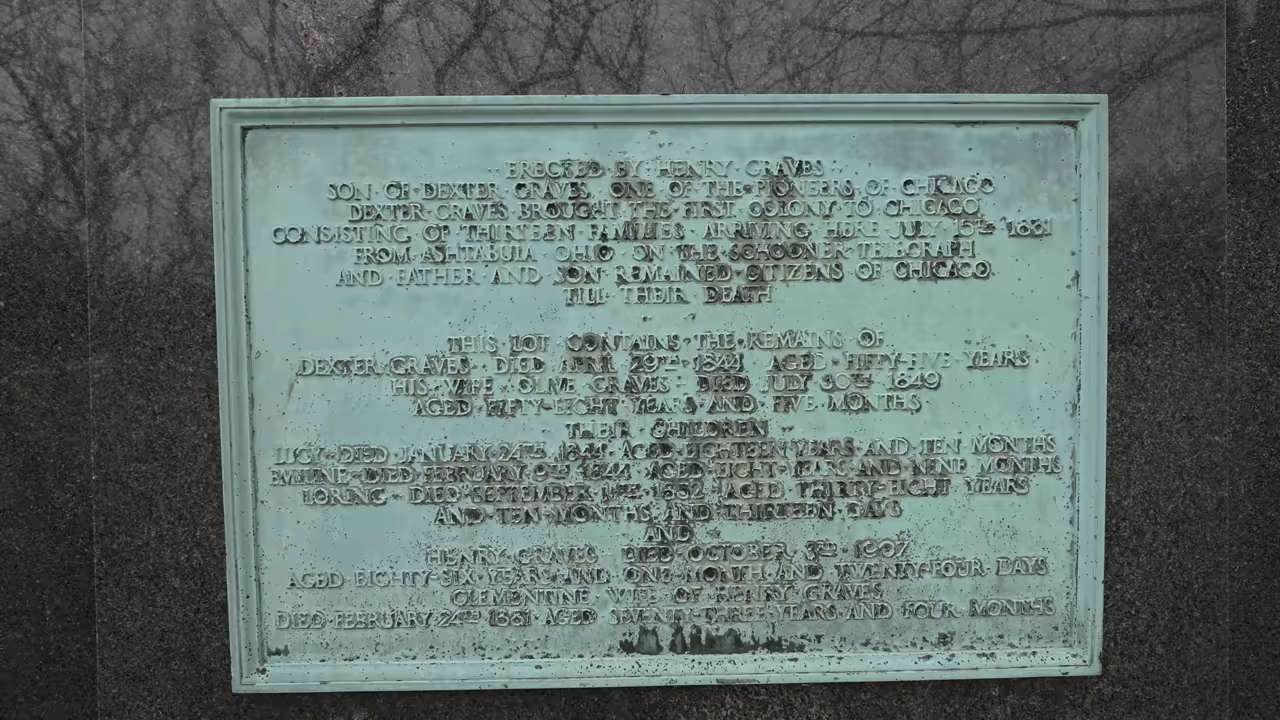 ERECTED BY HENRY GRAVES
SON OF DEXTER GRAVES ONE OF THE PIONEERS OF CHICAGO
DEXTER GRAVES BROUGHT THE FIRST COLONY TO CHICAGO
CONSISTING OF THIRTEEN FAMILIES ARRIVING HERE JULY 15TH 1831
FROM ASHTABULA OHIO ON THE SCHOONER TELEGRAPH
AND FATHER AND SON REMAINED CITIZENS OF CHICAGO
TILL THEIR DEATH
THIS LOT CONTAINS THE REMAINS OF
DEXTER GRAVES DIED APRIL 29TH 1844 AGED FIFTY-FIVE YEARS
HIS WIFE OLIVE GRAVES DIED JULY 30TH 1849
AGED FIFTY-EIGHT YEARS AND FIVE MONTHS
THEIR CHILDREN
LUCY DIED JANUARY 24TH 1844 AGED EIGHTEEN YEARS AND TEN MONTHS
EMILINE DIED FEBRUARY 9TH 1844 AGED EIGHT YEARS AND NINE MONTHS
LORING DIED SEPTEMBER 1852 AGED THIRTY-EIGHT YEARS
AND TEN MONTHS AND THIRTEEN DAYS
AND
HENRY GRAVES DIED OCTOBER 1907
AGED EIGHTY-SIX YEARS AND ONE MONTH AND TWENTY-FOUR DAYS
CLEMENTINE WIFE OF HENRY GRAVES
DIED FEBRUARY 24TH 1881 AGED SEVENTY-THREE YEARS AND FOUR MONTHS